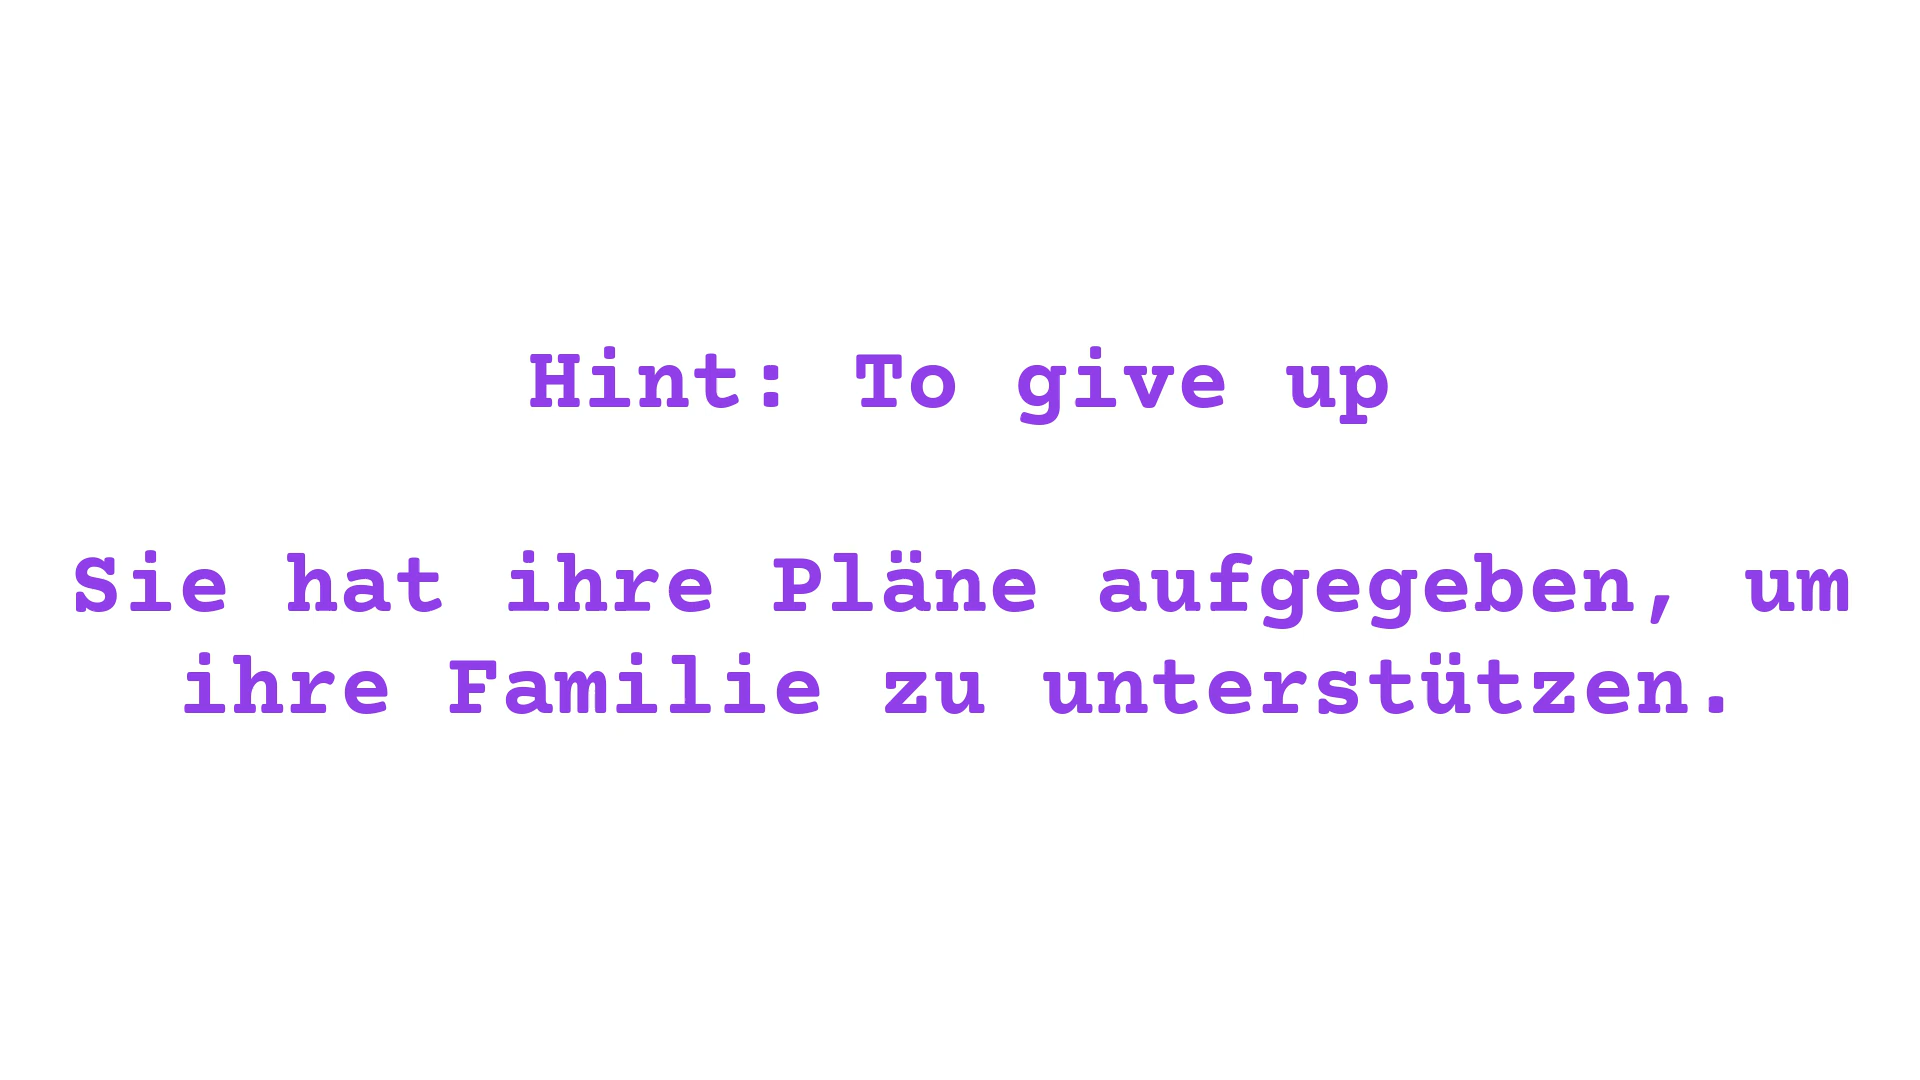 Hint: To give up
Sie hat ihre Pläne aufgegeben, um
ihre Familie zu unterstützen.